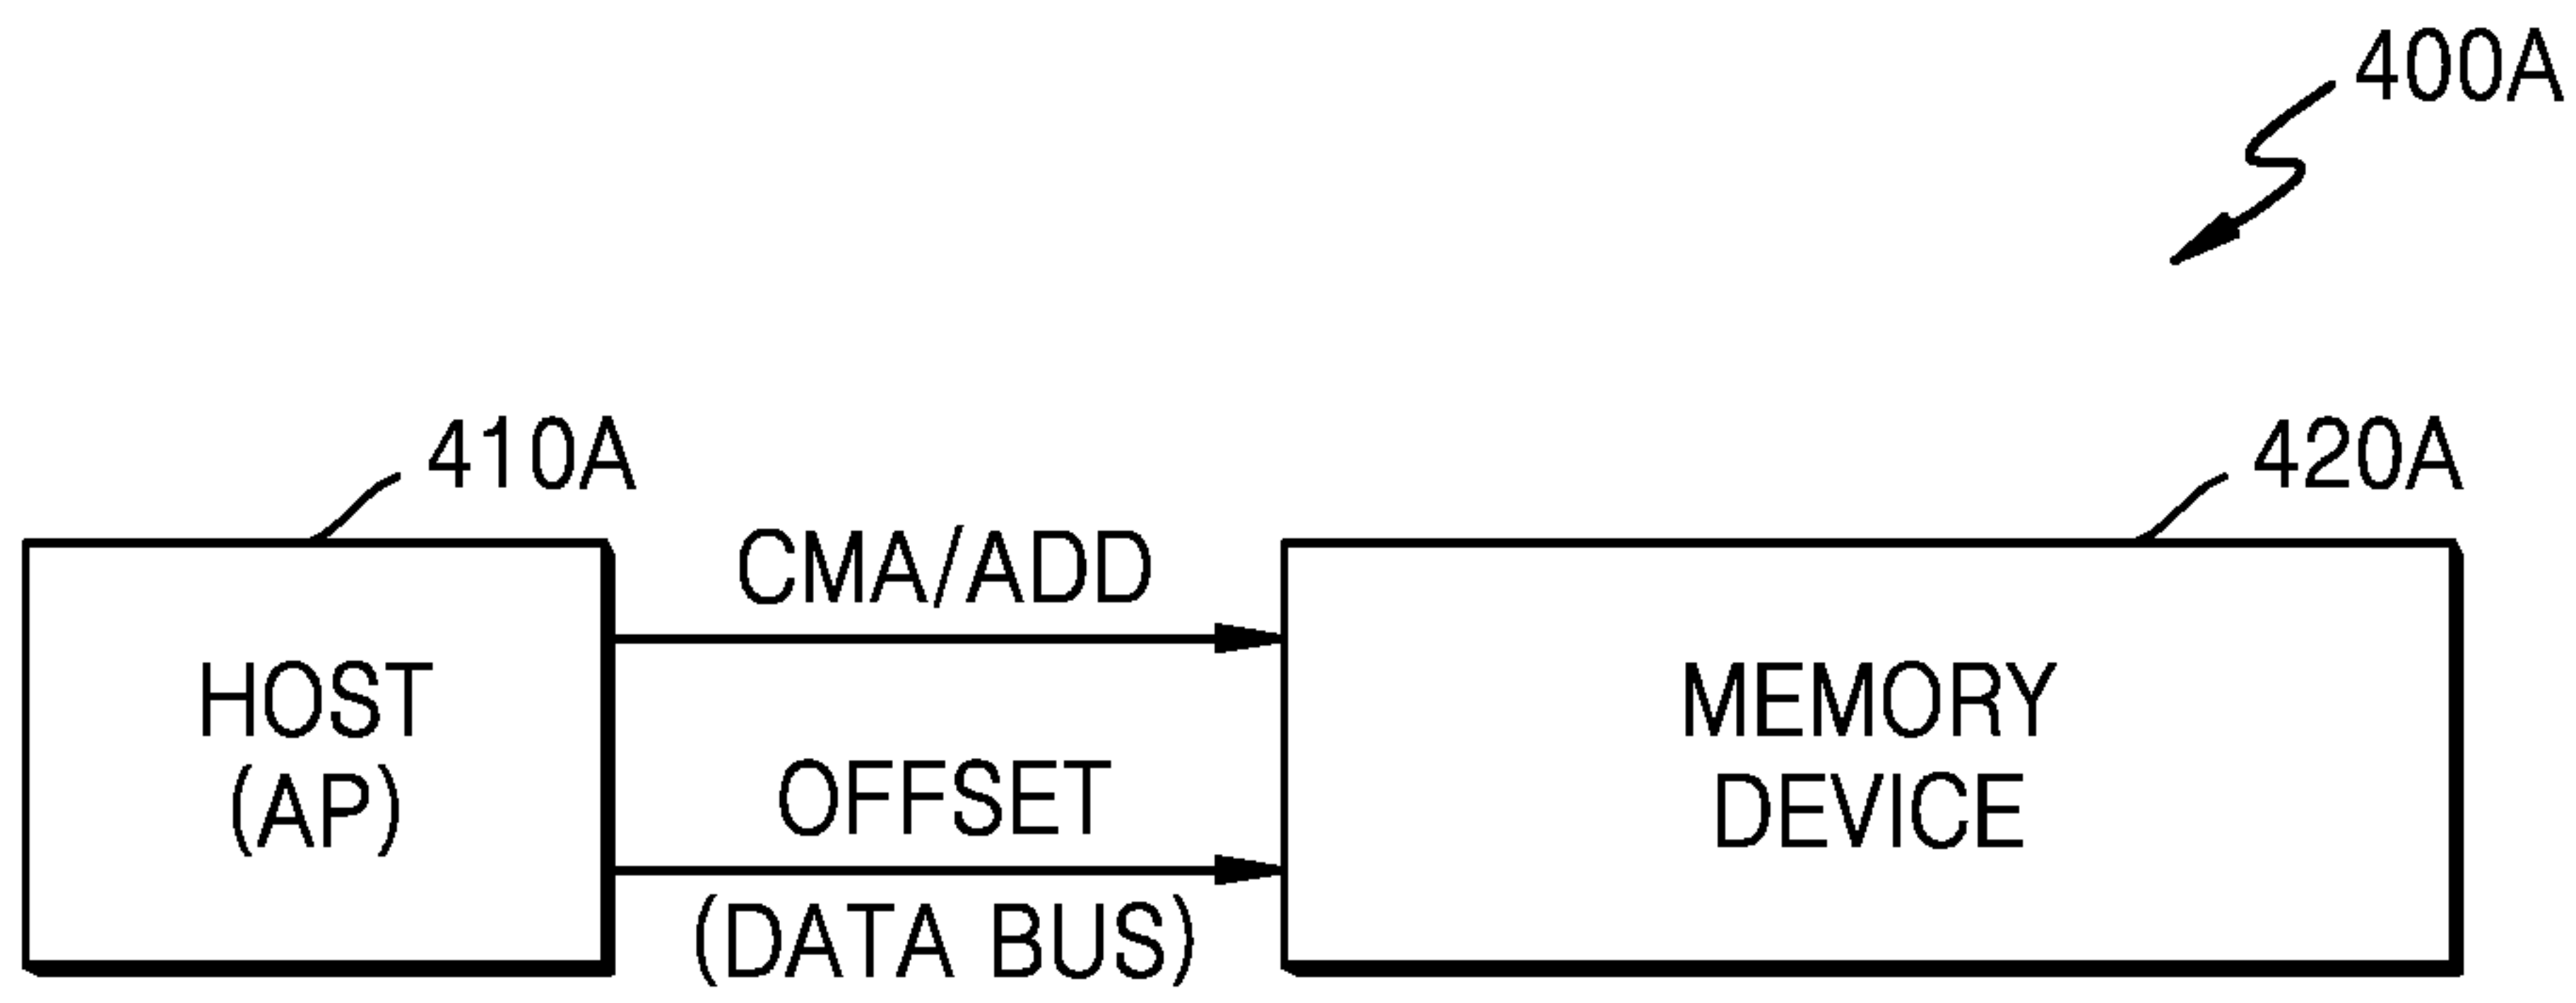 400A
410A
420A
CMA/ADD
HOST
(AP)
OFFSET
(DATA BUS)
MEMORY
DEVICE